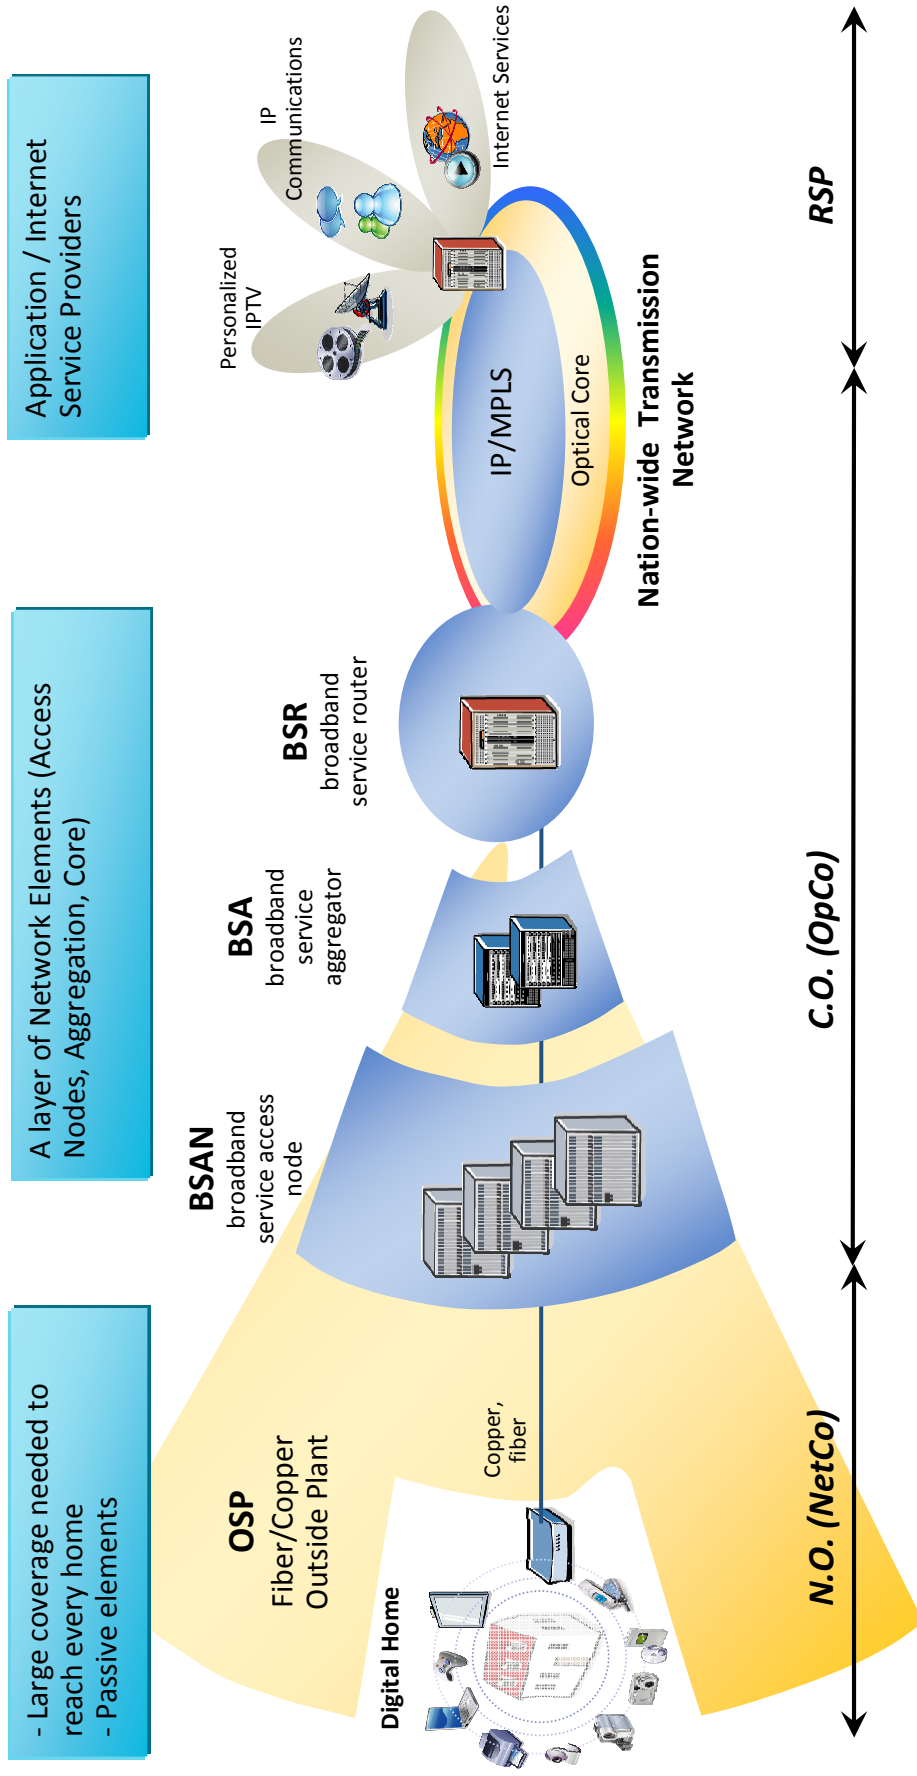 - Large coverage needed to
reach every home
- Passive elements
A layer of Network Elements (Access
Nodes, Aggregation, Core)
Application / Internet
Service Providers
OSP
Fiber/Copper
Outside Plant
Digital Home
Copper,
fiber
BSAN
broadband
service access
node
BSA
broadband
service
aggregator
BSR
broadband
service router
IP/MPLS
Optical Core
Nation-wide Transmission
Network
Personalized
IPTV
IP
Communications
Internet Services
N.O. (NetCo)
C.O. (OpCo)
RSP